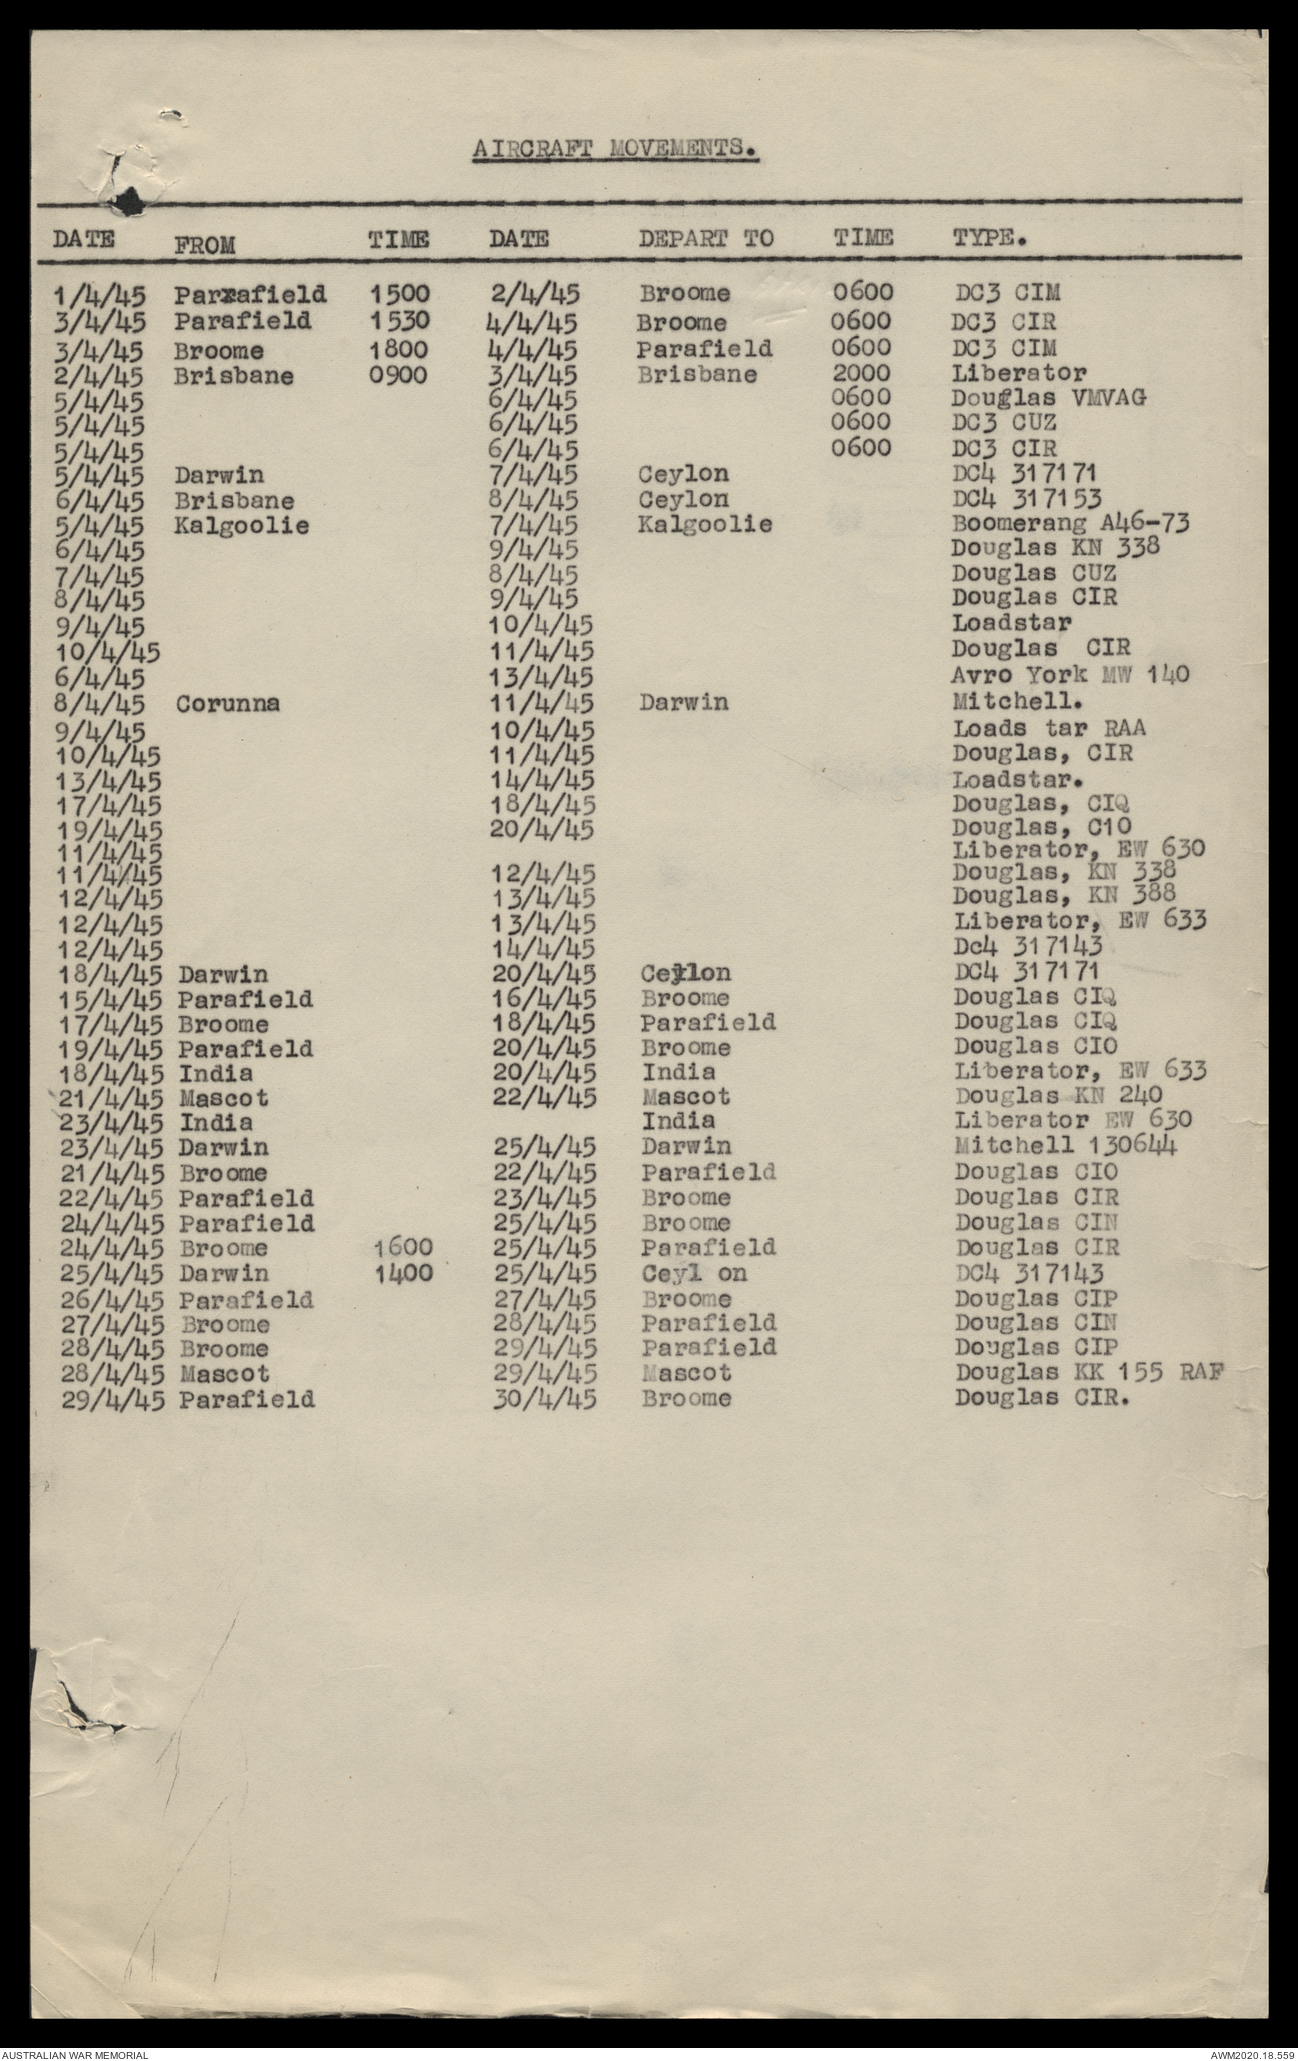 AIRCRAFT MOVEMENTS.
DATE FROM TIME DATE DEPART TO TIME TYPE.
1/4/45 Parxafield 1500 2/4/45 Broome 0600 DC3 CIM
3/4/45 Parafield 1530 4/4/45 Broome 0600 DC3 CIR
3/4/45 Broome 1800 4/4/45 Parafield 0600 DC3 CIM
2/4/45 Brisbane 0900 3/4/45 Brisbane 2000 Liberator
5/4/45 6/4/45 0600 Douglas VMVAG
5/4/45 6/4/45 0600 DC3 CUZ
5/4/45 6/4/45 0600 DC3 CIR
5/4/45 Darwin 7/4/45 Ceylon DC4 317171
6/4/45 Brisbane 8/4/45 Ceylon DC4 317153
5/4/45 Kalgoolie 7/4/45 Kalgoolie Boomerang A46-73
6/4/45 9/4/45 Douglas KN 338
7/4/45 8/4/45 Douglas CUZ
8/4/45 9/4/45 Douglas CIR
9/4/45 10/4/45 Loadstar
10/4/45 11/4/45 Douglas CIR
6/4/45 13/4/45 Avro York MW 140
8/4/45 Corunna 11/4/45 Darwin Mitchell.
9/4/45 10/4/45 Loads tar RAA
10/4/45 11/4/45 Douglas, CIR
13/4/45 14/4/45 Loadstar.
17/4/45 18/4/45 Douglas, CIQ
19/4/45 20/4/45 Douglas, C1O
11/4/45 Liberator, EW 630
11/4/45 12/4/45 Douglas, KN 338
12/4/45 13/4/45 Douglas, KN 388
12/4/45 13/4/45 Liberator, EW 633
12/4/45 14/4/45 Dc4 317143
18/4/45 Darwin 20/4/45 Ceylon DC4 317171
15/4/45 Parafield 16/4/45 Broome Douglas CIQ
17/4/45 Broome 18/4/45 Parafield Douglas CIQ
19/4/45 Parafield 20/4/45 Broome Douglas CIO
18/4/45 India 20/4/45 India Liberator, EW 633
21/4/45 Mascot 22/4/45 Mascot Douglas KN 240
23/4/45 India India Liberator EW 630
23/4/45 Darwin 25/4/45 Darwin Mitchell 130644
21/4/45 Broome 22/4/45 Parafield Douglas CIO
22/4/45 Parafield 23/4/45 Broome Douglas CIR
24/4/45 Parafield 25/4/45 Broome Douglas CIN
24/4/45 Broome 1600 25/4/45 Parafield Douglas CIR
25/4/45 Darwin 1400 25/4/45 Ceyl on DC4 317143
26/4/45 Parafield 27/4/45 Broome Douglas CIP
27/4/45 Broome 28/4/45 Parafield Douglas CIN
28/4/45 Broome 29/4/45 Parafield Douglas CIP
28/4/45 Mascot 29/4/45 Mascot Douglas KK 155 RAF
29/4/45 Parafield 30/4/45 Broome Douglas CIR.
AUSTRALIAN WAR MEMORIAL AWM2020.18.559